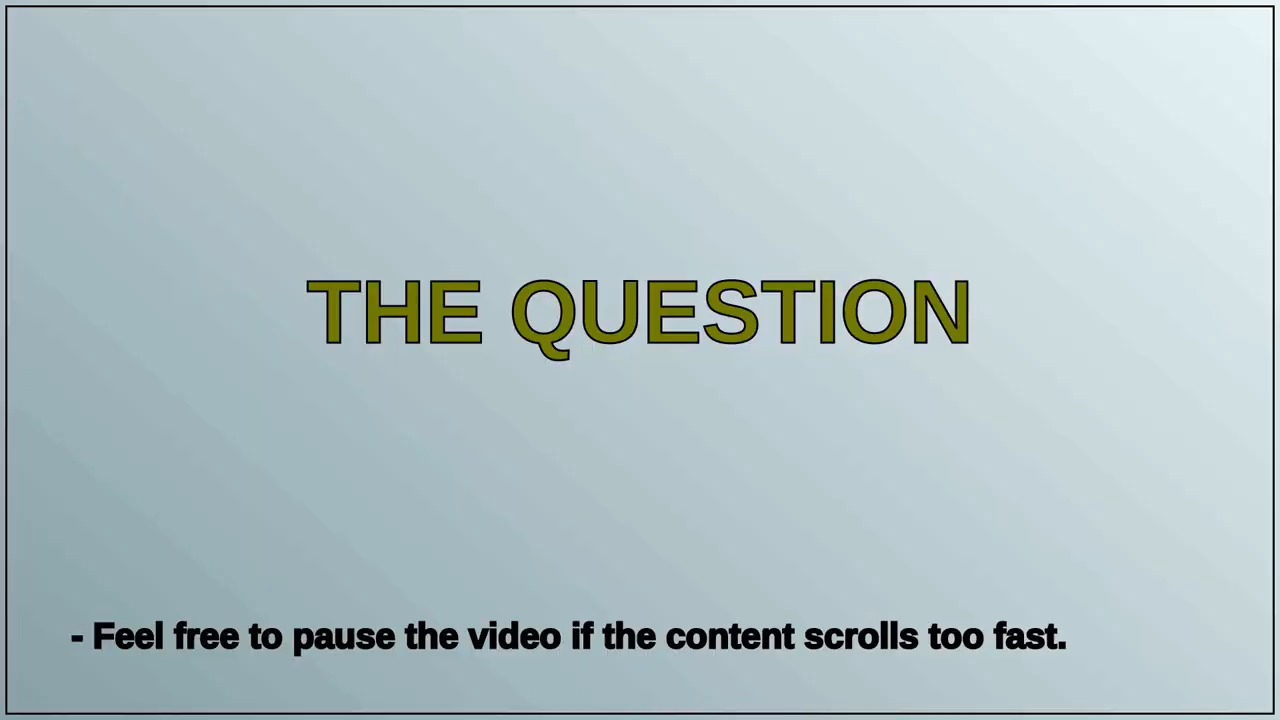 THE QUESTION
- Feel free to pause the video if the content scrolls too fast.